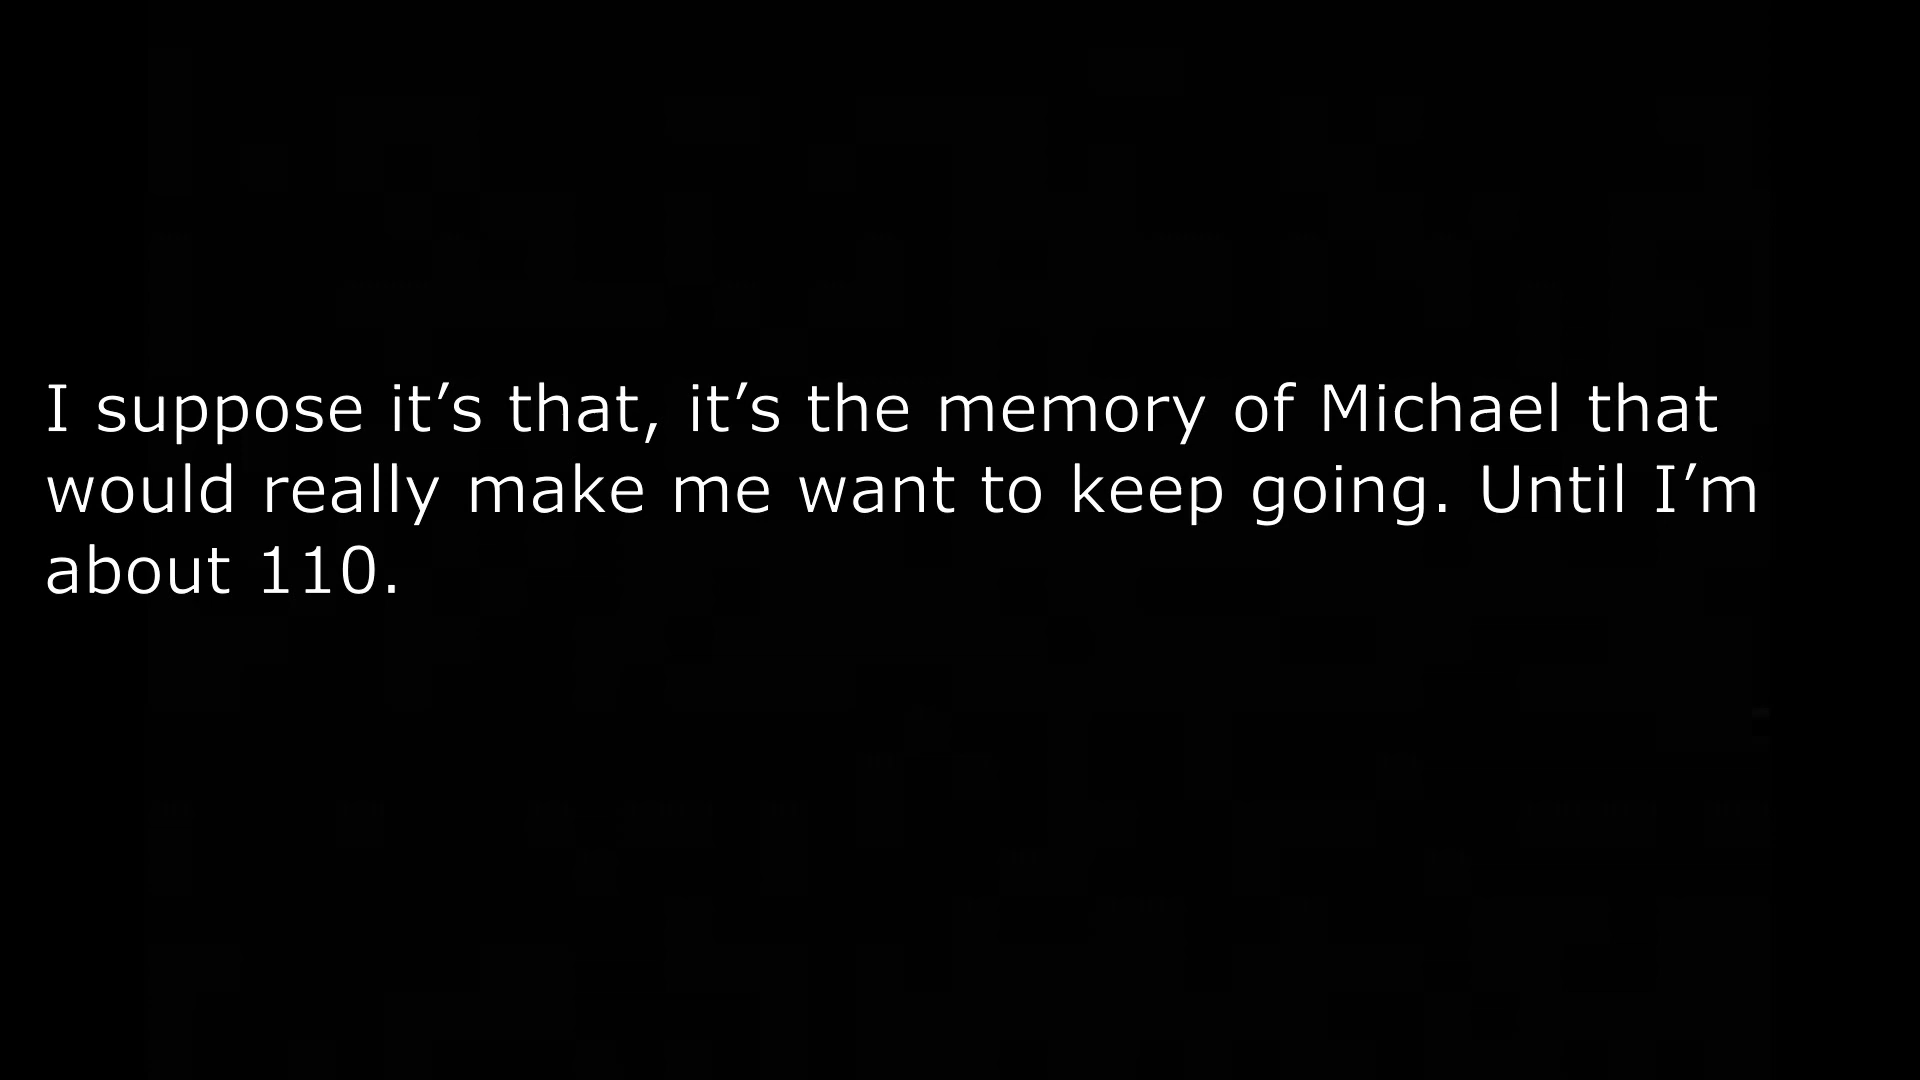 I suppose it’s that, it’s the memory of Michael that
would really make me want to keep going. Until I’m
about 110.